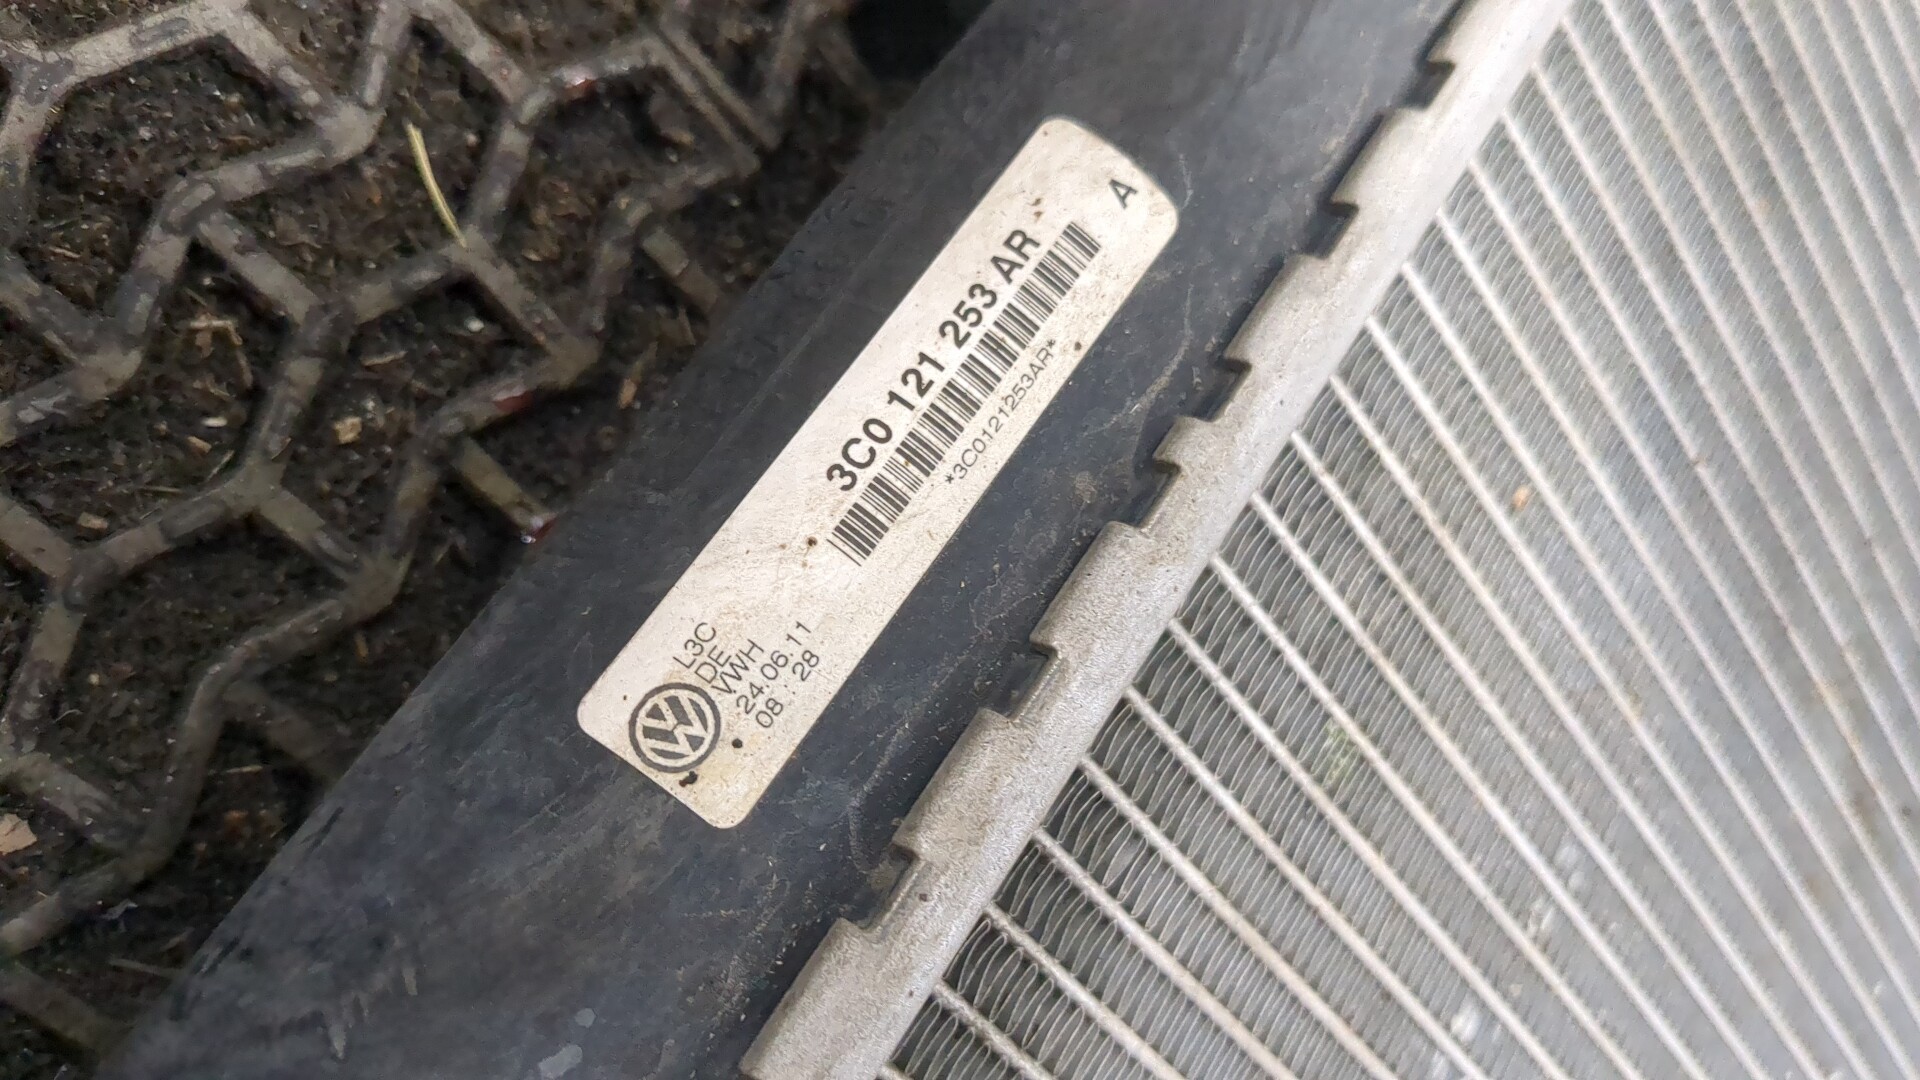 A
3C0 121 253 AR
*3C0121253AR*
L3C
DE
VWH
24.06.11
08 : 28